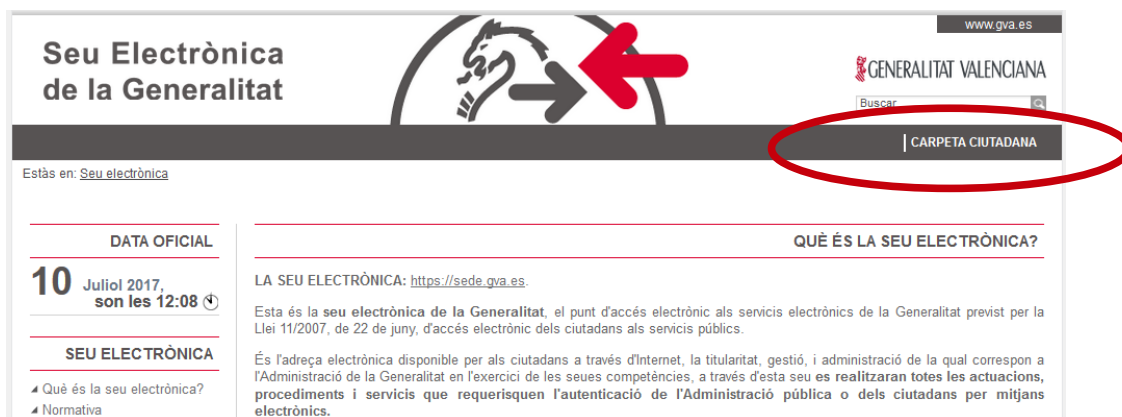 www.gva.es
Seu Electrònica
de la Generalitat
GENERALITAT VALENCIANA
Buscar
CARPETA CIUTADANA
Estàs en: Seu electrònica
DATA OFICIAL
10 Juliol 2017,
son les 12:08
SEU ELECTRÒNICA
Què és la seu electrònica?
Normativa
QUÈ ÉS LA SEU ELECTRÒNICA?
LA SEU ELECTRÒNICA: https://sede.gva.es.
Esta és la seu electrònica de la Generalitat, el punt d'accés electrònic als servicis electrònics de la Generalitat previst per la
Llei 11/2007, de 22 de juny, d'accés electrònic dels ciutadans als servicis públics.
És l'adreça electrònica disponible per als ciutadans a través d'Internet, la titularitat, gestió, i administració de la qual correspon a
l'Administració de la Generalitat en l'exercici de les seues competències, a través d'esta seu es realitzaran totes les actuacions,
procediments i servicis que requerisquen l'autenticació de l'Administració pública o dels ciutadans per mitjans
electrònics.